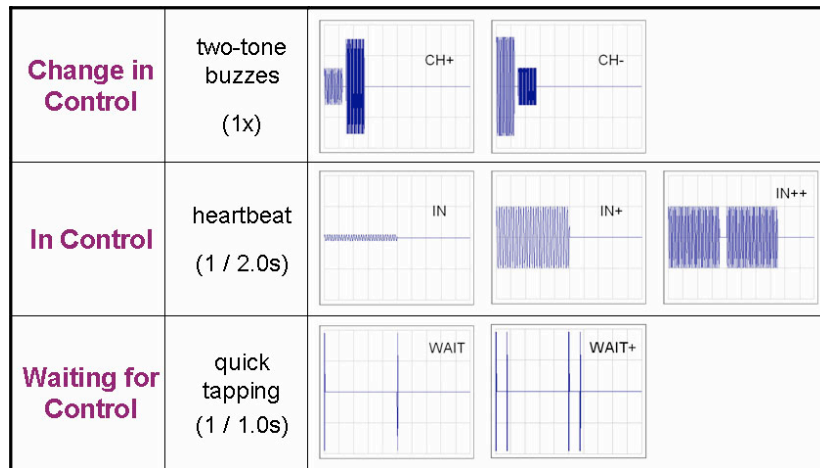 Change in
Control
two-tone
buzzes
(1x)
CH+
CH-
In Control
heartbeat
(1 / 2.0s)
IN
IN+
IN++
Waiting for
Control
quick
tapping
(1 / 1.0s)
WAIT
WAIT+